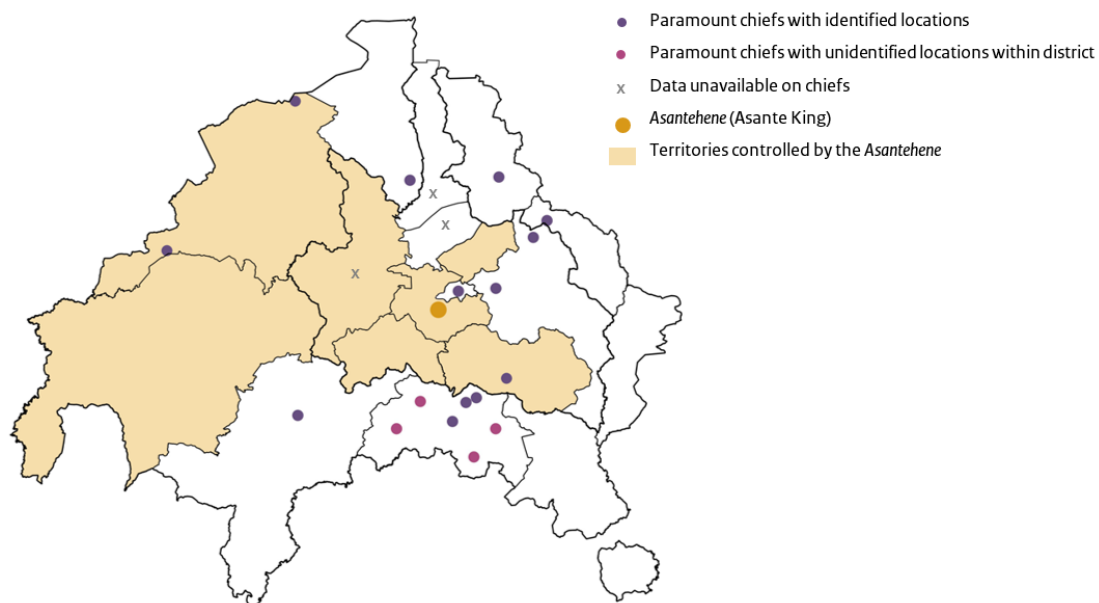 Paramount chiefs with identified locations
Paramount chiefs with unidentified locations within district
x Data unavailable on chiefs
Asantehene (Asante King)
Territories controlled by the Asantehene
x
x
x